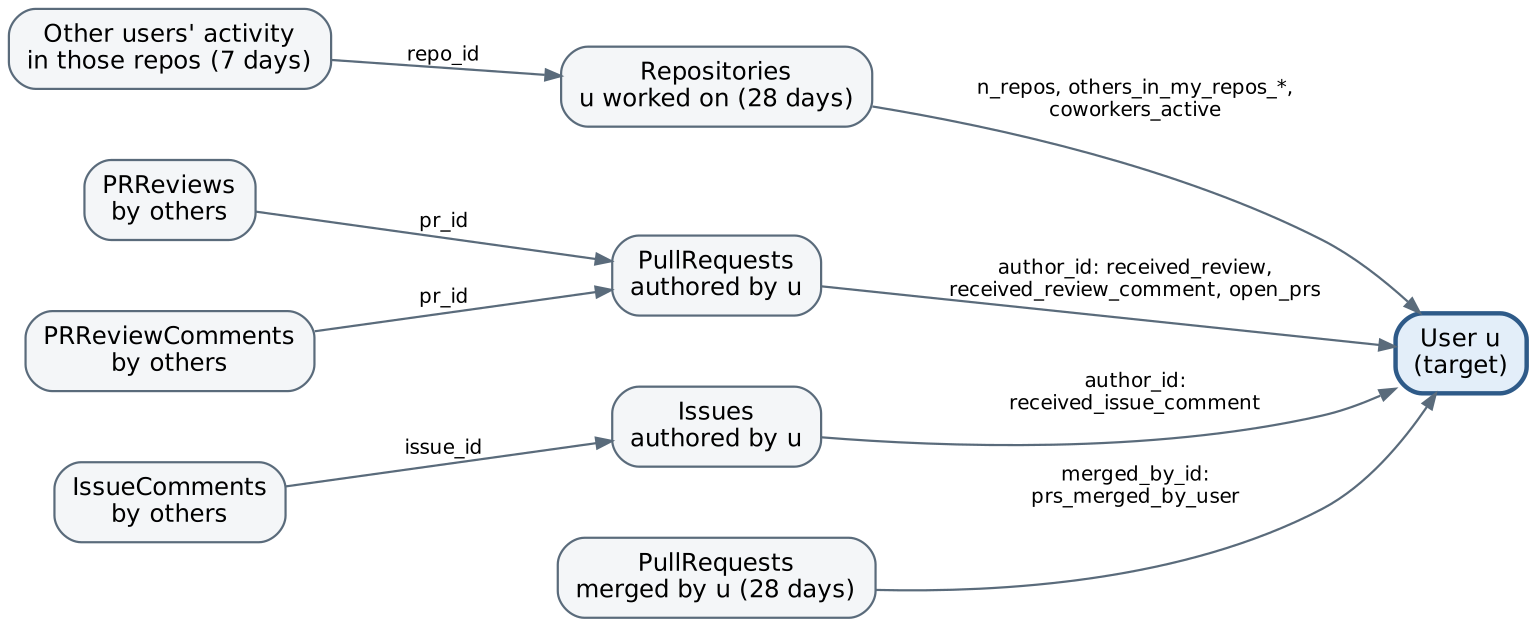 Other users' activity
in those repos (7 days)
repo_id
Repositories
u worked on (28 days)
n_repos, others_in_my_repos_*,
coworkers_active
PRReviews
by others
pr_id
PullRequests
authored by u
author_id: received_review,
received_review_comment, open_prs
PRReviewComments
by others
pr_id
User u
(target)
Issues
authored by u
author_id:
received_issue_comment
IssueComments
by others
issue_id
merged_by_id:
prs_merged_by_user
PullRequests
merged by u (28 days)